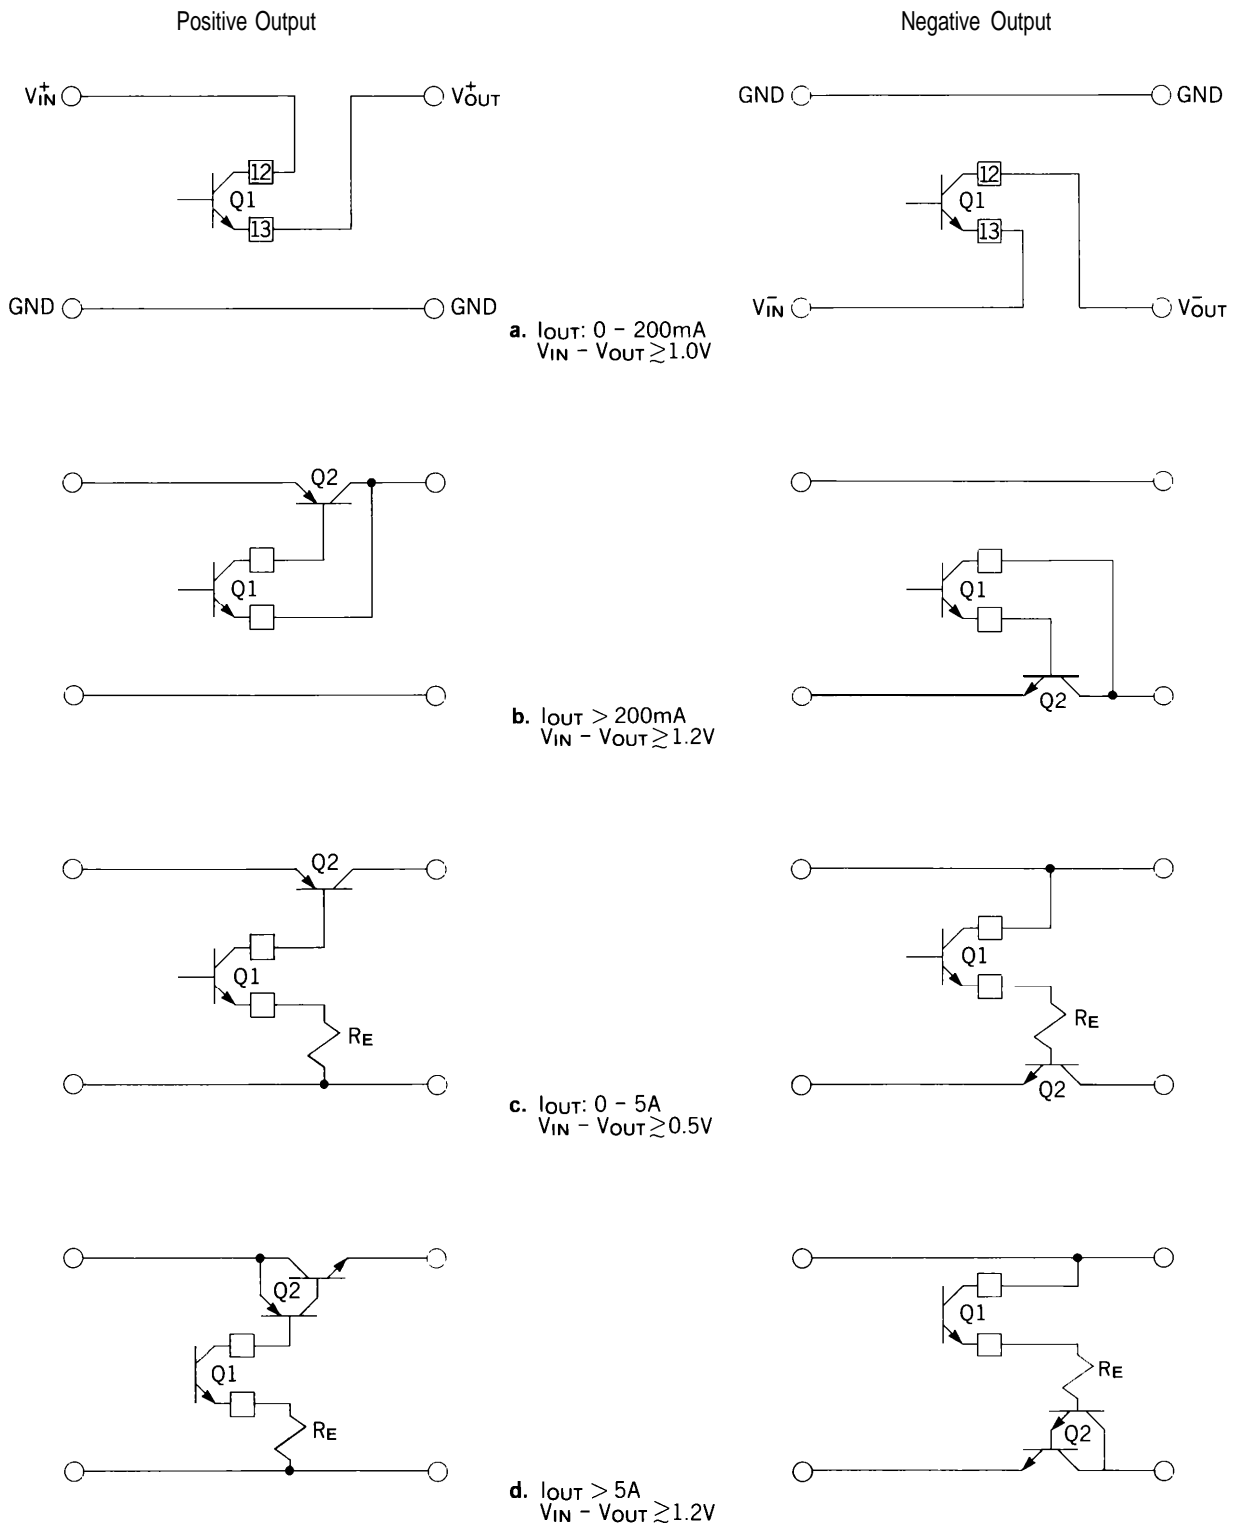 Positive Output
Negative Output
V+IN
V+OUT
GND
GND
12
Q1
13
12
Q1
13
GND
GND
V-IN
V-OUT
a. IOUT: 0 - 200mA
VIN - VOUT ≳ 1.0V
Q2
Q1
Q1
Q2
b. IOUT > 200mA
VIN - VOUT ≳ 1.2V
Q2
Q1
RE
Q1
RE
Q2
c. IOUT: 0 - 5A
VIN - VOUT ≳ 0.5V
Q2
Q1
RE
Q1
RE
Q2
d. IOUT > 5A
VIN - VOUT ≳ 1.2V